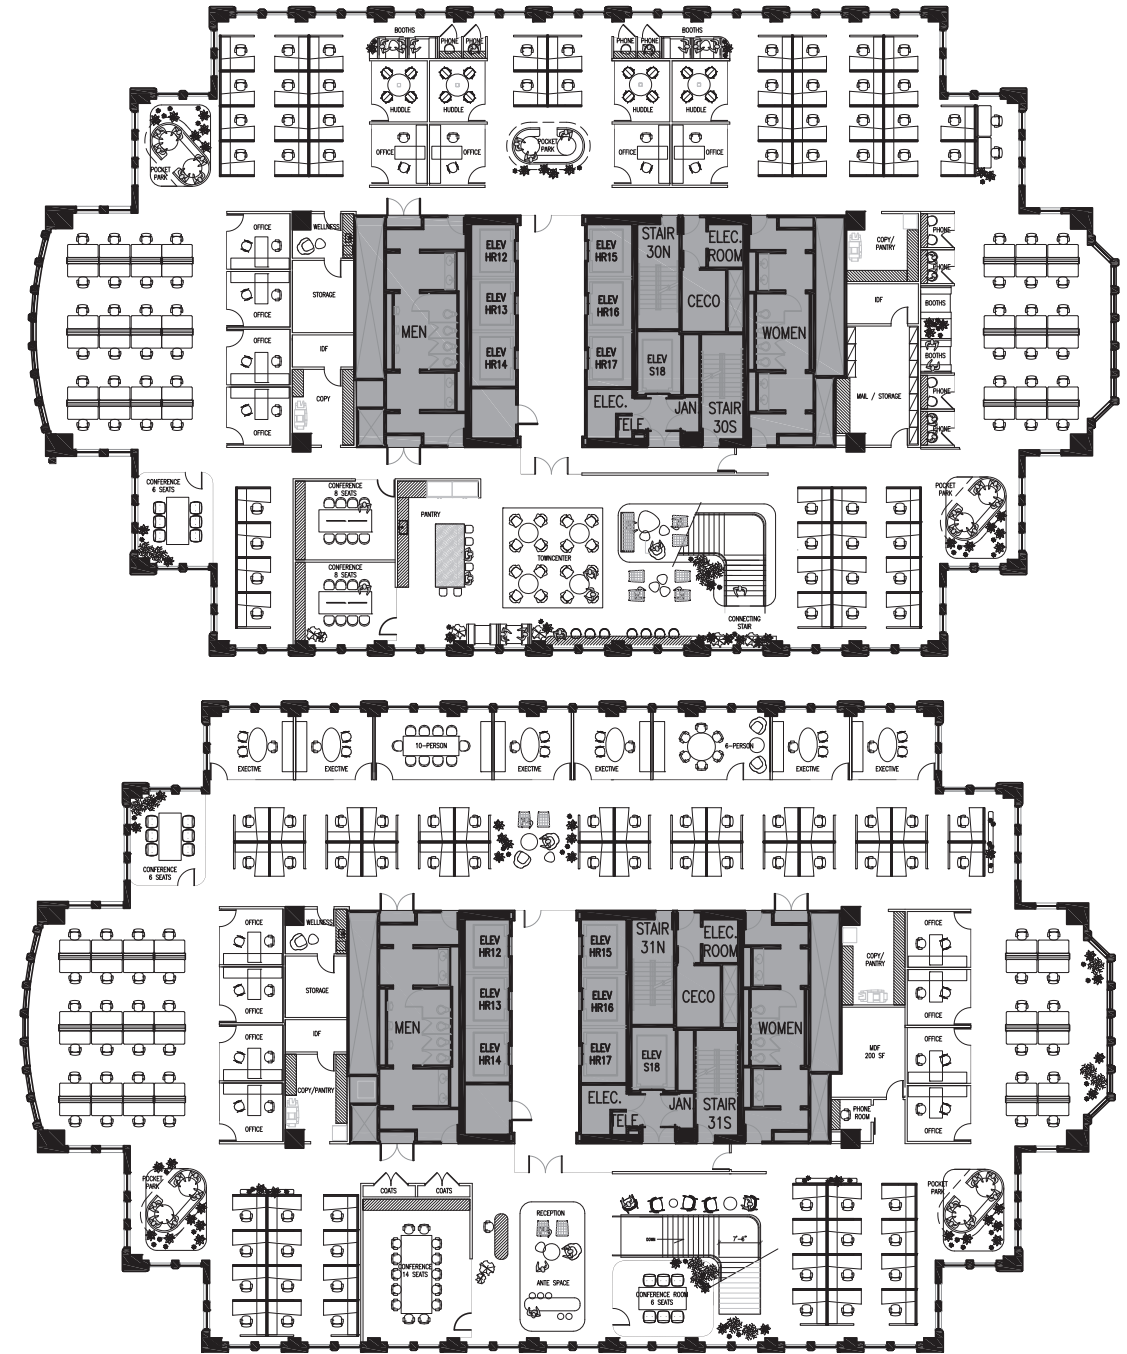 BOOTHS
PHONE
PHONE
PHONE
PHONE
BOOTHS
HUDDLE
HUDDLE
HUDDLE
HUDDLE
POCKET
PARK
OFFICE
OFFICE
POCKET
PARK
OFFICE
OFFICE
OFFICE
WELLNESS
OFFICE
STORAGE
OFFICE
IDF
OFFICE
COPY
MEN
ELEV
HR12
ELEV
HR13
ELEV
HR14
ELEV
HR15
ELEV
HR16
ELEV
HR17
STAIR
30N
ELEC.
ROOM
CECO
ELEV
S18
ELEC.
TELE
JAN
STAIR
30S
WOMEN
COPY/
PANTRY
IDF
MAIL / STORAGE
PHONE
PHONE
BOOTHS
BOOTHS
PHONE
PHONE
CONFERENCE
6 SEATS
CONFERENCE
8 SEATS
CONFERENCE
8 SEATS
PANTRY
TOWNCENTER
CONNECTING
STAIR
POCKET
PARK
EXECTIVE
EXECTIVE
10-PERSON
EXECTIVE
EXECTIVE
6-PERSON
EXECTIVE
EXECTIVE
CONFERENCE
6 SEATS
OFFICE
WELLNESS
OFFICE
STORAGE
OFFICE
IDF
OFFICE
COPY/PANTRY
MEN
ELEV
HR12
ELEV
HR13
ELEV
HR14
ELEV
HR15
ELEV
HR16
ELEV
HR17
STAIR
31N
ELEC.
ROOM
CECO
ELEV
S18
ELEC.
TELE
JAN
STAIR
31S
WOMEN
COPY/
PANTRY
MDF
200 SF
PHONE
ROOM
OFFICE
OFFICE
OFFICE
OFFICE
POCKET
PARK
COATS
COATS
CONFERENCE
14 SEATS
RECEPTION
ANTE SPACE
DOWN
7'-6"
CONFERENCE ROOM
6 SEATS
POCKET
PARK